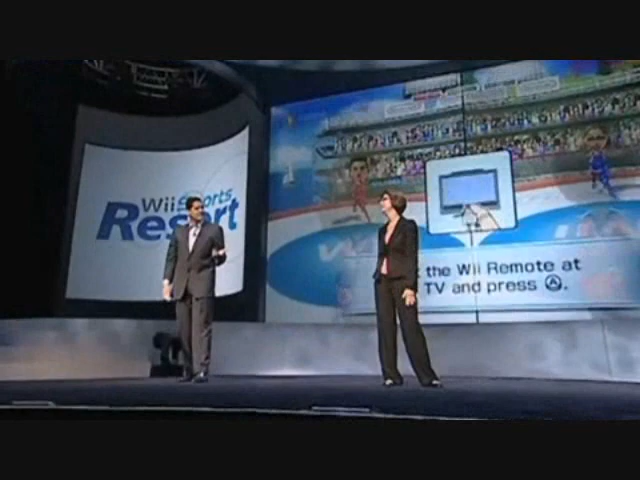 Wii Sports
Resort
the Wii Remote at
TV and press Ⓐ.